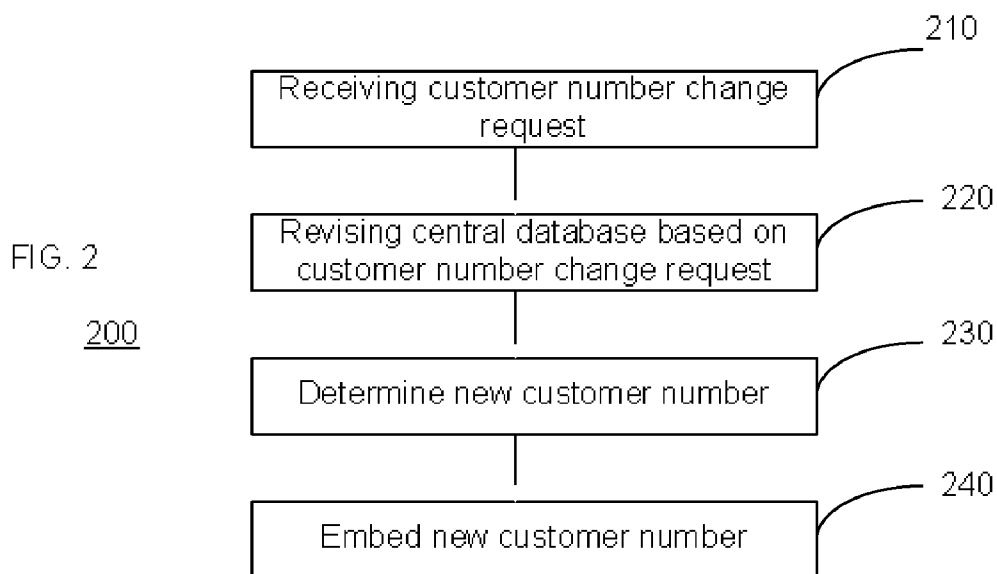 210
Receiving customer number change
request
220
Revising central database based on
customer number change request
FIG. 2
200
230
Determine new customer number
240
Embed new customer number